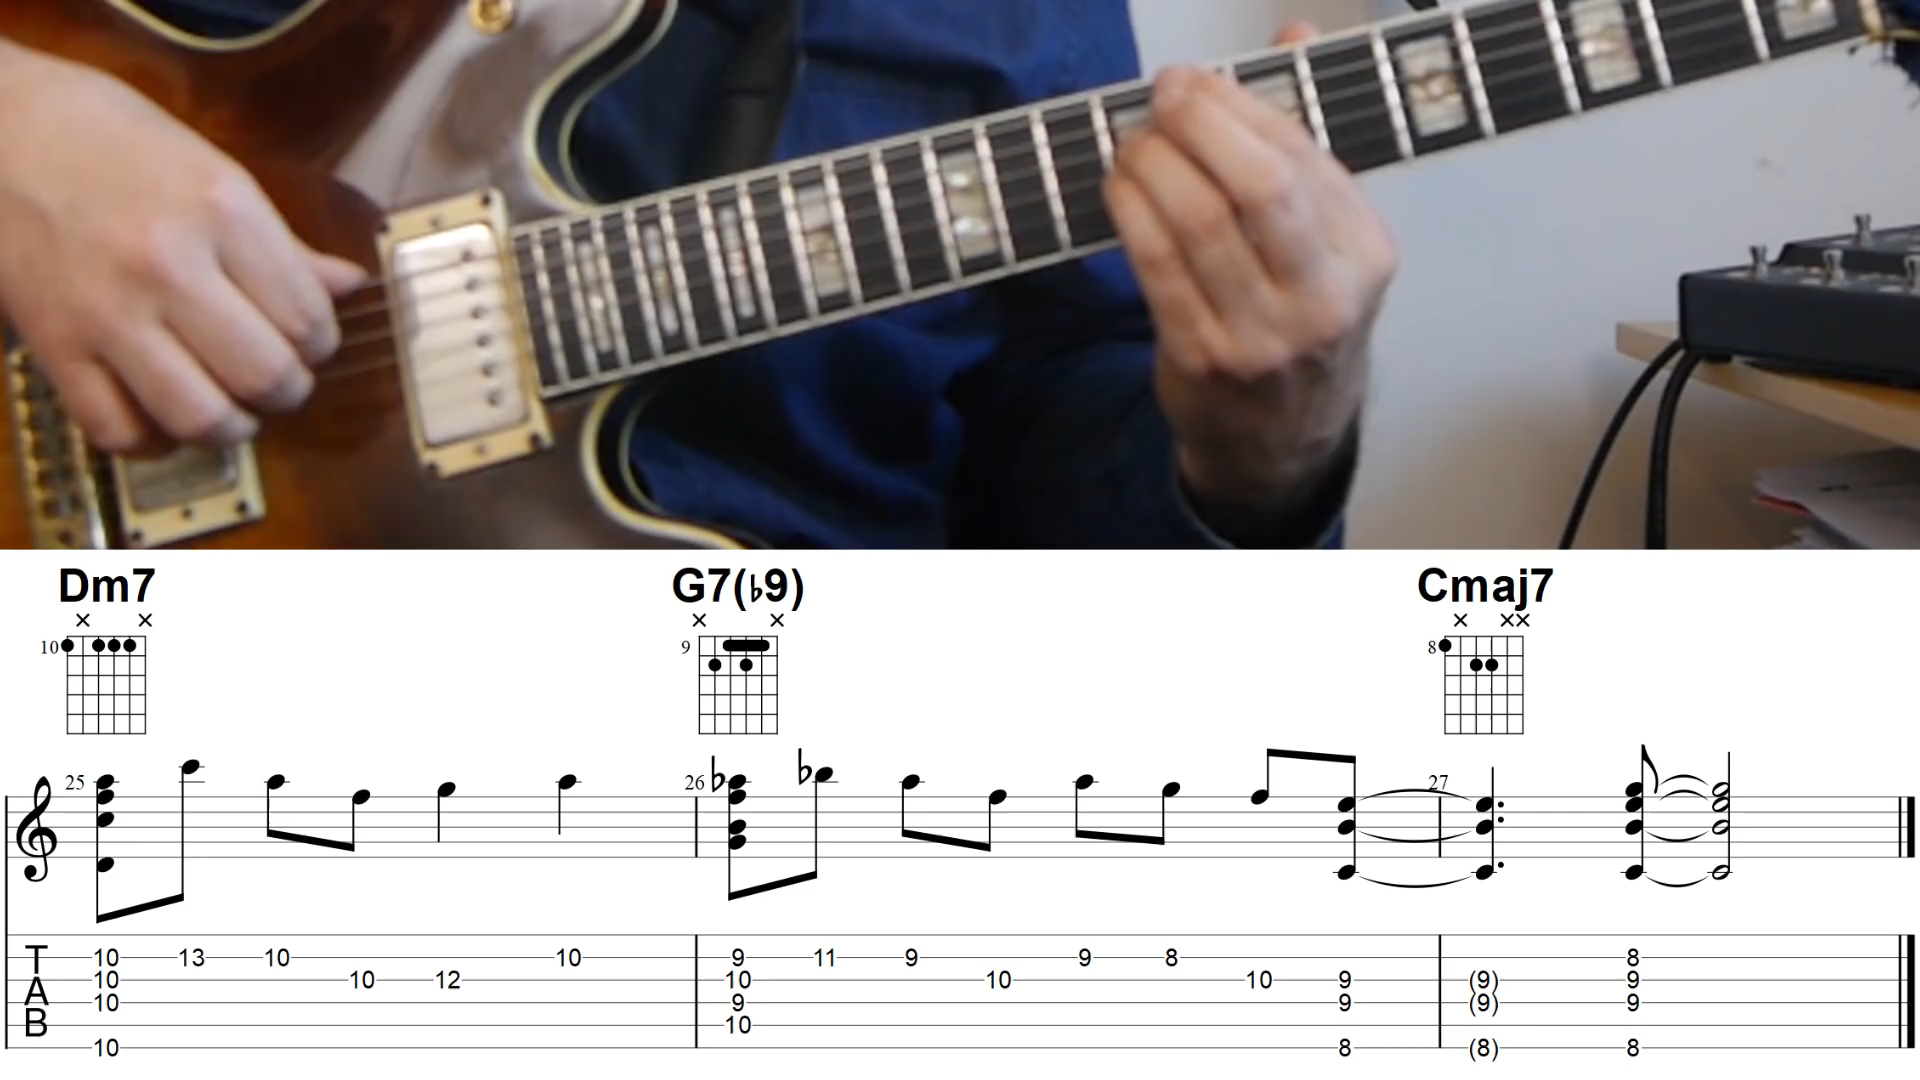 Dm7 G7(♭9) Cmaj7
× × × × × ××
10 9 8
25 26 27
T 10 13 10 10 9 11 9 9 8 8
A 10 10 12 10 10 10 9 (9) 9
10 9 9 (9) 9
B 10
10 8 (8) 8